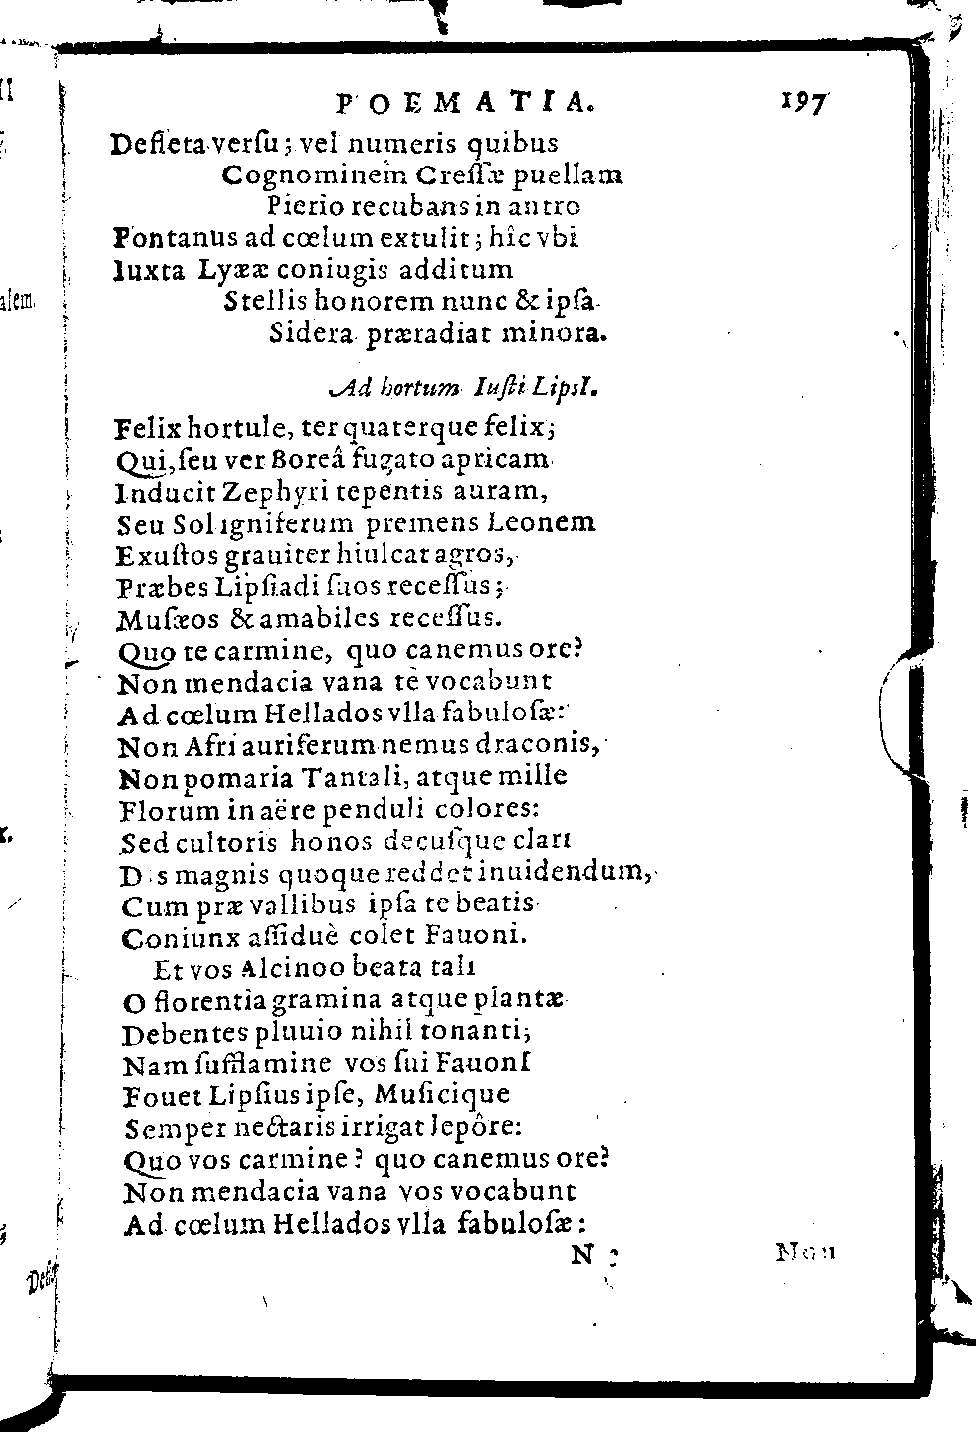 POEMATIA. 197
Defleta verſu; vel numeris quibus
Cognominem Creſſæ puellam
Pierio recubans in antro
Pontanus ad cœlum extulit; hîc vbi
Iuxta Lyææ coniugis additum
Stellis honorem nunc & ipſa
Sidera præradiat minora.
Ad hortum Iuſti LipsI.
Felix hortule, ter quaterque felix;
Qui, ſeu ver Boreâ fugato apricam
Inducit Zephyri tepentis auram,
Seu Sol igniferum premens Leonem
Exuſtos grauiter hiulcat agros,
Præbes Lipſiadi ſuos receſſus;
Muſæos & amabiles receſſus.
Quo te carmine, quo canemus ore?
Non mendacia vana te vocabunt
Ad cœlum Hellados vlla fabuloſæ:
Non Afri auriferum nemus draconis,
Non pomaria Tantali, atque mille
Florum in aëre penduli colores:
Sed cultoris honos decuſque clari
D s magnis quoque reddet inuidendum,
Cum præ vallibus ipſa te beatis
Coniunx aſſiduè colet Fauoni.
Et vos Alcinoo beata tali
O florentia gramina atque plantæ
Debentes pluuio nihil tonanti;
Nam ſufflamine vos ſui FauonI
Fouet Lipſius ipſe, Muſicique
Semper nectaris irrigat lepôre:
Quo vos carmine? quo canemus ore?
Non mendacia vana vos vocabunt
Ad cœlum Hellados vlla fabuloſæ:
N Non